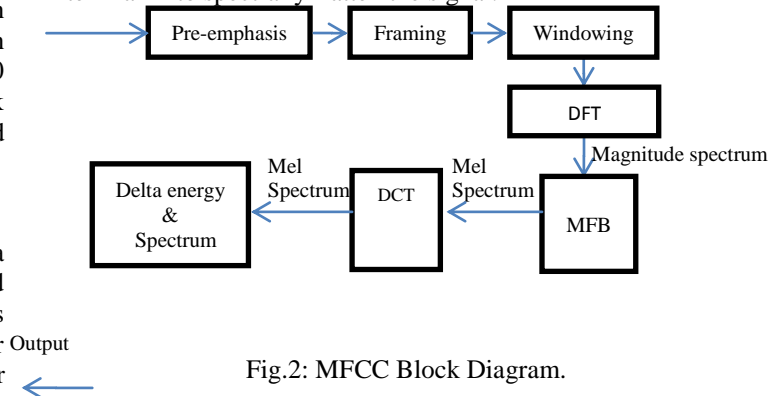 Pre-emphasis
Framing
Windowing
DFT
Magnitude spectrum
MFB
Mel
Spectrum
DCT
Mel
Spectrum
Delta energy
&
Spectrum
Output
Fig.2: MFCC Block Diagram.